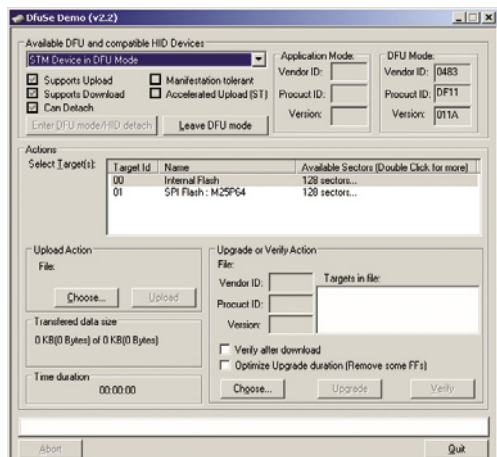 DfuSe Demo (v2.2)
Available DFU and compatible HID Devices
STM Device in DFU Mode
Supports Upload
Manifestation tolerant
Supports Download
Accelerated Upload (ST)
Can Detach
Enter DFU mode/HID detach
Leave DFU mode
Application Mode:
Vendor ID:
Procuct ID:
Version:
DFU Mode:
Vendor ID: 0483
Procuct ID: DF11
Version: 011A
Actions
Select Target(s):
Target Id Name Available Sectors (Double Click for more)
00 Internal Flash 128 sectors...
01 SPI Flash : M25P64 128 sectors...
Upload Action
File:
Choose... Upload
Transfered data size
0 KB(0 Bytes) of 0 KB(0 Bytes)
Time duration
00:00:00
Upgrade or Verify Action
File:
Vendor ID:
Procuct ID:
Version:
Targets in file:
Verify after download
Optimize Upgrade duration (Remove some FFs)
Choose... Upgrade Verify
Abort Quit